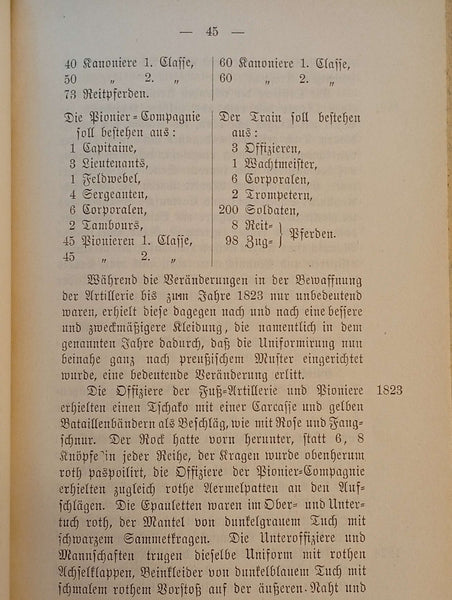 — 45 —
40 Kanoniere 1. Classe,
50 „ 2. „
73 Reitpferden.
60 Kanoniere 1. Classe,
60 „ 2. „
Die Pionier-Compagnie
soll bestehen aus:
1 Capitaine,
3 Lieutenants,
1 Feldwebel,
4 Sergeanten,
6 Corporalen,
2 Tambours,
45 Pionieren 1. Classe,
45 „ 2. „
Der Train soll bestehen
aus:
3 Offizieren,
1 Wachtmeister,
6 Corporalen,
2 Trompetern,
200 Soldaten,
8 Reit- } Pferden.
98 Zug-
Während die Veränderungen in der Bewaffnung
der Artillerie bis zum Jahre 1823 nur unbedeutend
waren, erhielt diese dagegen nach und nach eine bessere
und zweckmäßigere Kleidung, die namentlich in dem
genannten Jahre dadurch, daß die Uniformirung nun
beinahe ganz nach preußischem Muster eingerichtet
wurde, eine bedeutende Veränderung erlitt.
Die Offiziere der Fuß-Artillerie und Pioniere 1823
erhielten einen Tschako mit einer Carcasse und gelben
Bataillenbändern als Beschläg, wie mit Rose und Fang-
schnur. Der Rock hatte vorn herunter, statt 6, 8
Knöpfe in jeder Reihe, der Kragen wurde obenherum
roth paspoilirt, die Offiziere der Pionier-Compagnie
erhielten zugleich rothe Aermelpatten an den Auf-
schlägen. Die Epauletten waren im Ober- und Unter-
tuch roth, der Mantel von dunkelgrauem Tuch mit
schwarzem Sammetkragen. Die Unteroffiziere und
Mannschaften trugen dieselbe Uniform mit rothen
Achselklappen, Beinkleider von dunkelblauem Tuch mit
schmalem rothem Vorstoß auf der äußeren Naht und